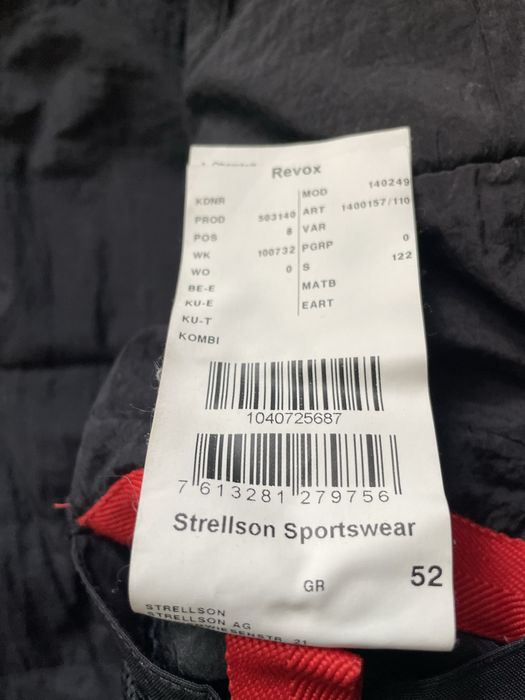 Revox
KDNR MOD 140249
PROD 503140 ART 1400157/110
POS 8 VAR
WK 100732 PGRP 0
WO 0 S 122
BE-E MATB
KU-E EART
KU-T
KOMBI
1040725687
7 613281 279756
Strellson Sportswear
GR 52
STRELLSON
STRELLSON AG
21